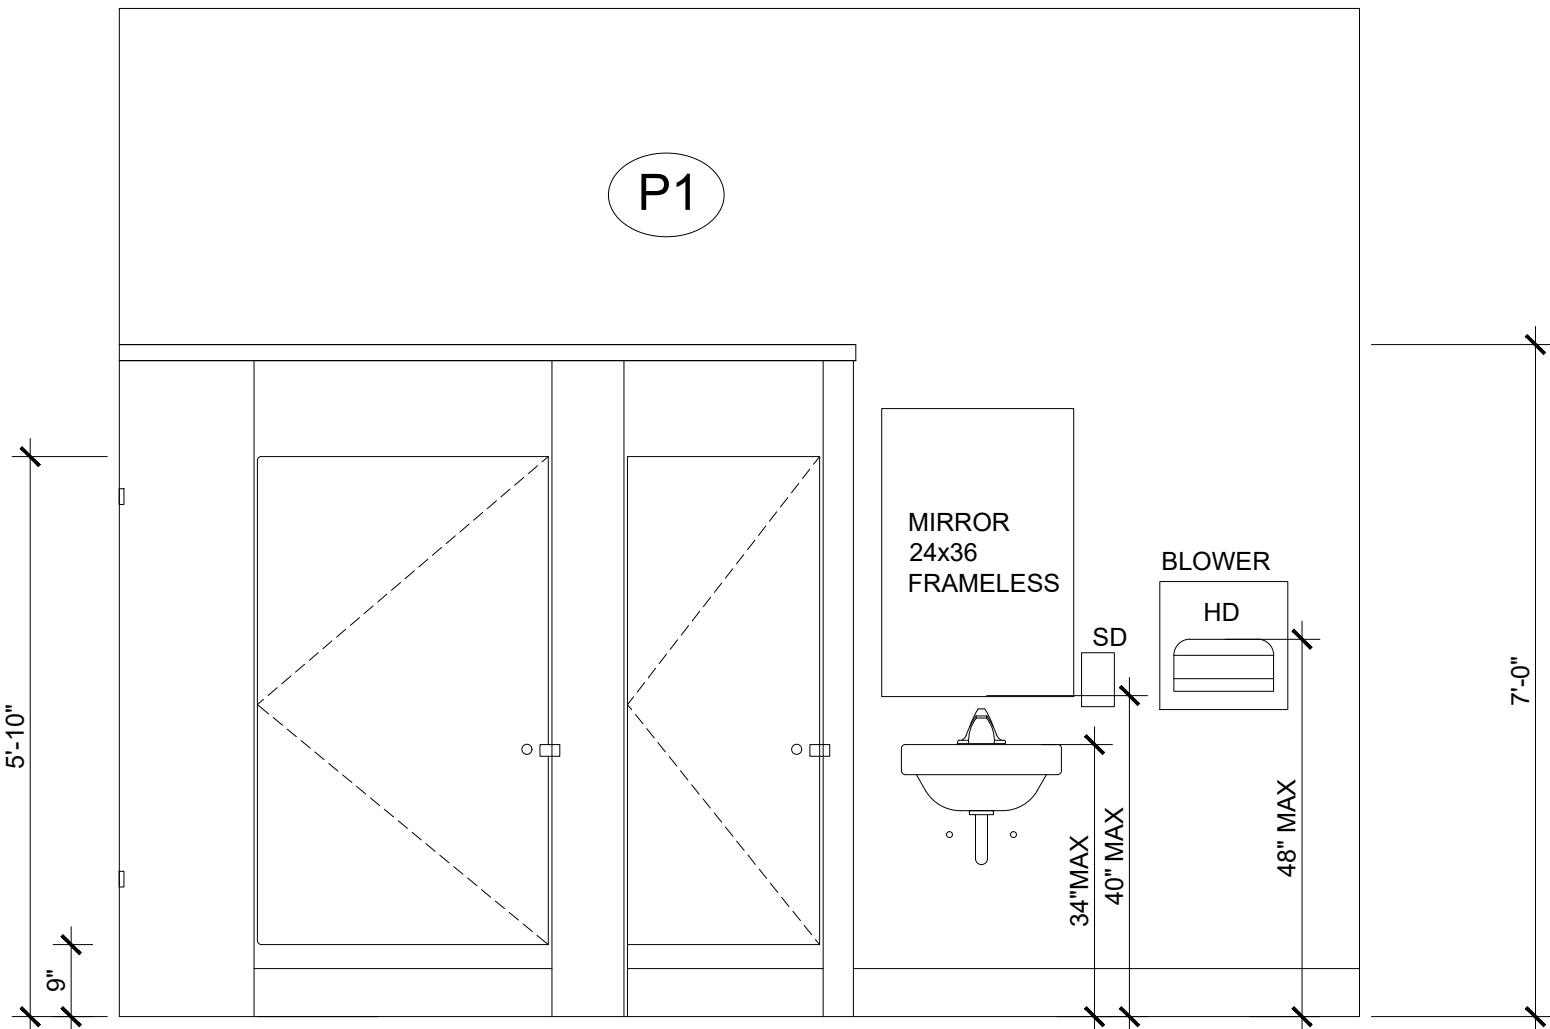 P1
MIRROR
24x36
FRAMELESS
BLOWER
HD
SD
5'-10"
9"
34"MAX
40" MAX
48" MAX
7'-0"